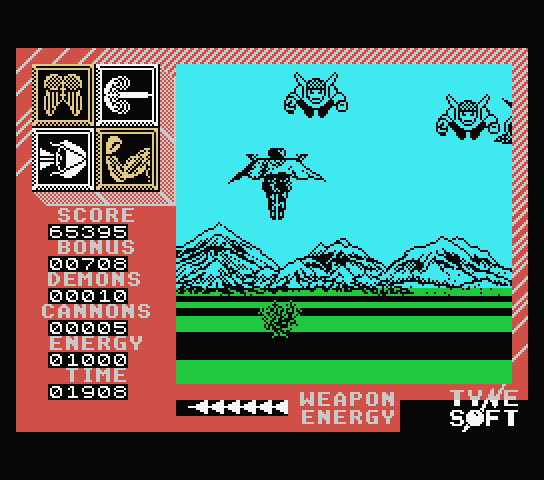 SCORE
65395
BONUS
00708
DEMONS
00010
CANNONS
00005
ENERGY
01000
TIME
01908
WEAPON
ENERGY
TYNE
SOFT